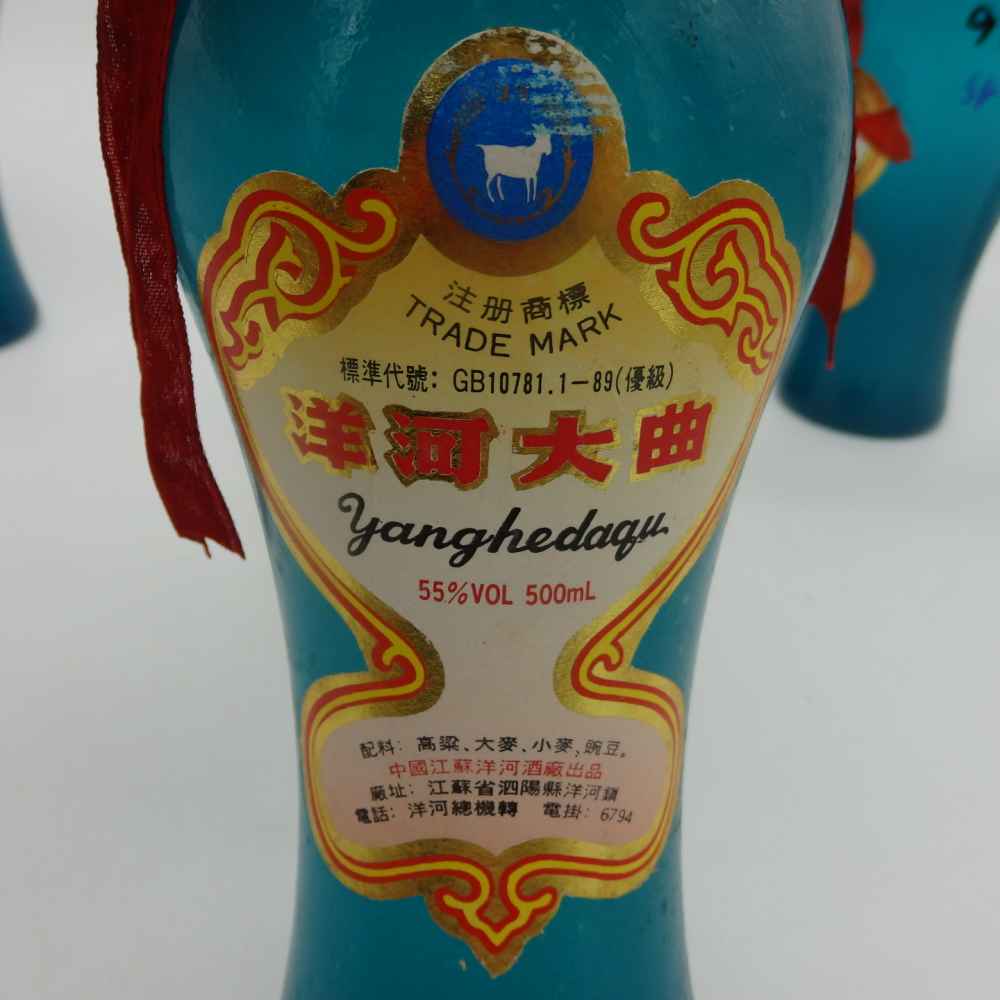 注册商標
TRADE MARK
標準代號: GB10781.1-89(優級)
洋河大曲
Yanghedaqu
55%VOL 500mL
配料: 高粱、大麥、小麥,豌豆。
中國江蘇洋河酒廠出品
廠址: 江蘇省泗陽縣洋河鎮
電話: 洋河總機轉 電掛: 6794
9